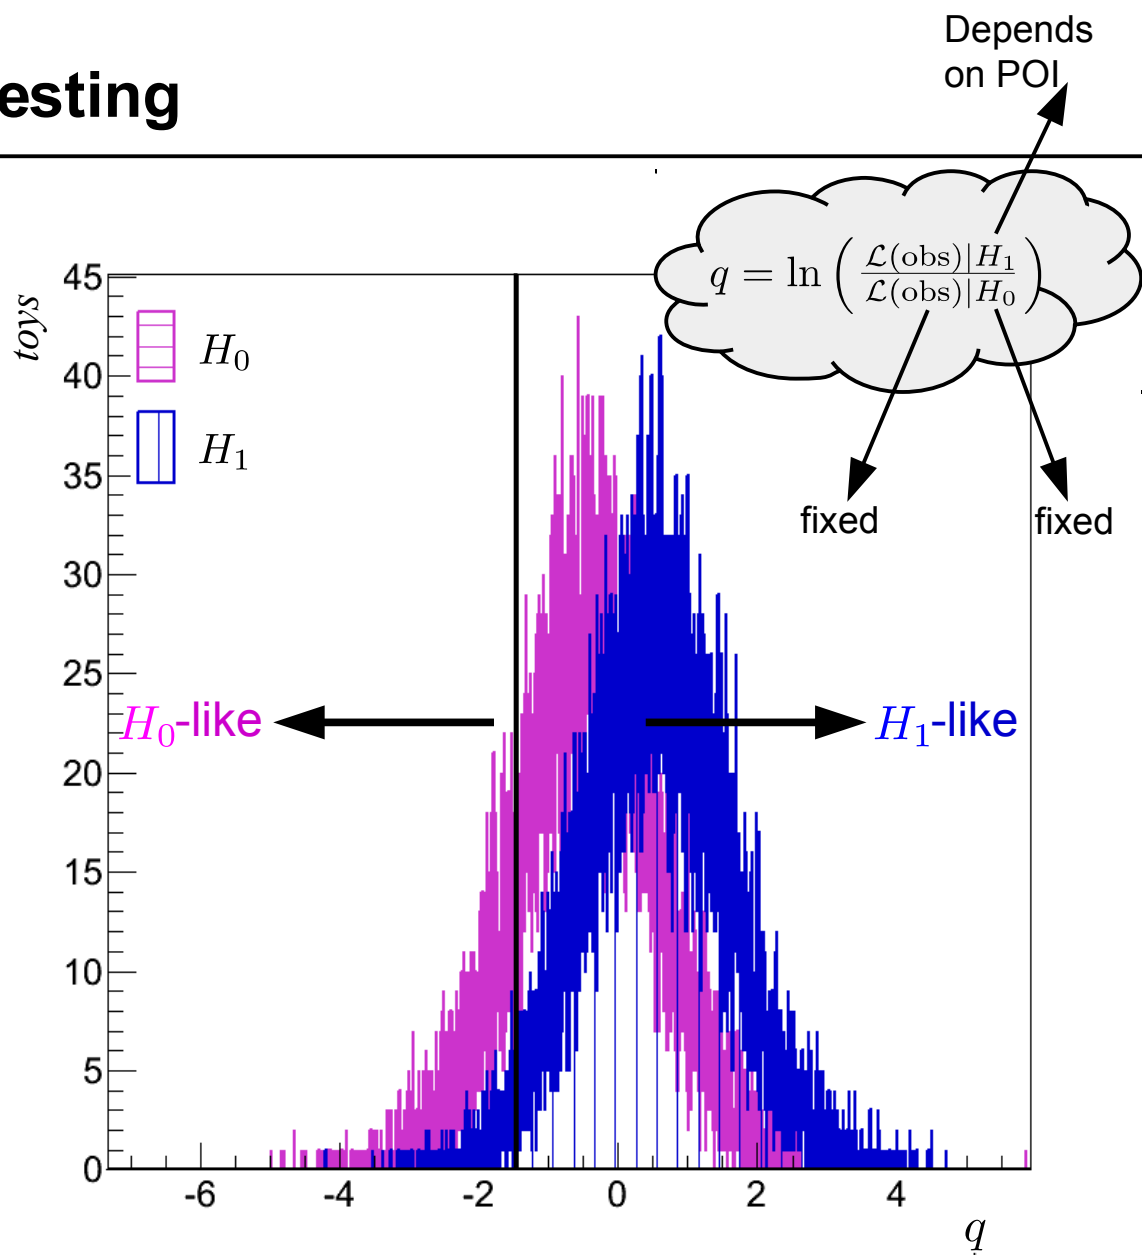 Depends
on POI
esting
q = ln ( L(obs)|H₁ / L(obs)|H₀ )
toys
45
40
35
30
25
20
15
10
5
0
H₀
H₁
fixed
fixed
H₀-like
H₁-like
-6
-4
-2
0
2
4
q